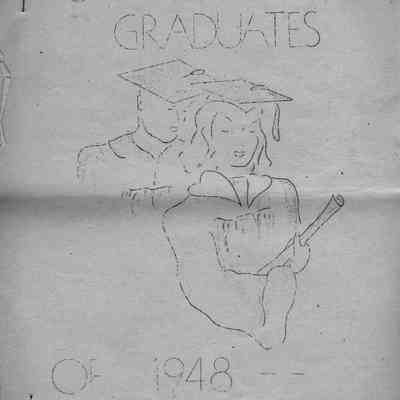 GRADUATES
OF 1948 --